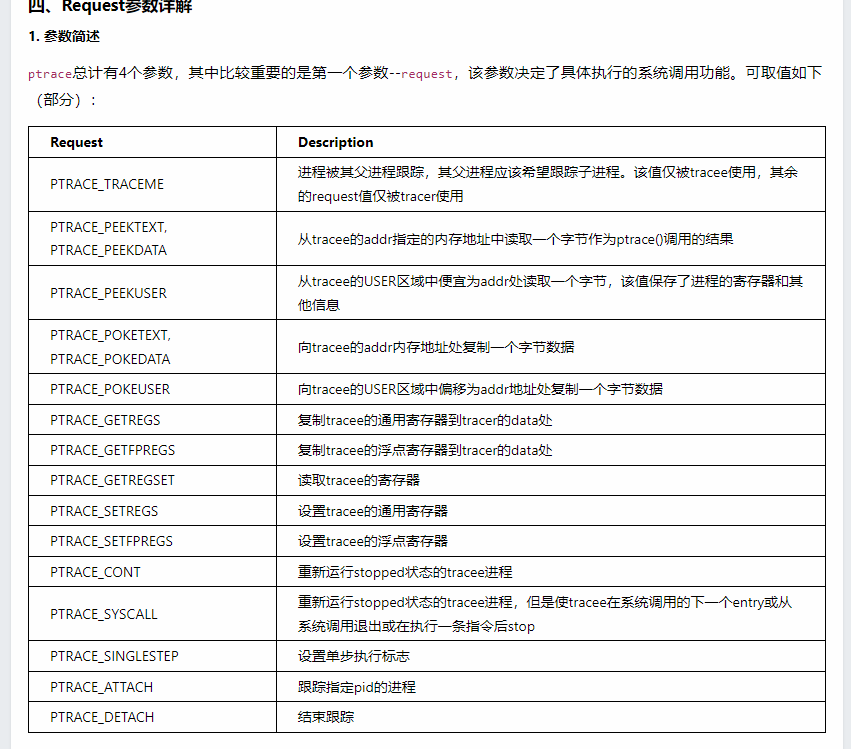 四、Request参数详解
1. 参数简述
ptrace总计有4个参数，其中比较重要的是第一个参数--request，该参数决定了具体执行的系统调用功能。可取值如下
（部分）：
Request Description
PTRACE_TRACEME 进程被其父进程跟踪，其父进程应该希望跟踪子进程。该值仅被tracee使用，其余
的request值仅被tracer使用
PTRACE_PEEKTEXT,
PTRACE_PEEKDATA
从tracee的addr指定的内存地址中读取一个字节作为ptrace()调用的结果
PTRACE_PEEKUSER 从tracee的USER区域中便宜为addr处读取一个字节，该值保存了进程的寄存器和其
他信息
PTRACE_POKETEXT,
PTRACE_POKEDATA
向tracee的addr内存地址处复制一个字节数据
PTRACE_POKEUSER 向tracee的USER区域中偏移为addr地址处复制一个字节数据
PTRACE_GETREGS 复制tracee的通用寄存器到tracer的data处
PTRACE_GETFPREGS 复制tracee的浮点寄存器到tracer的data处
PTRACE_GETREGSET 读取tracee的寄存器
PTRACE_SETREGS 设置tracee的通用寄存器
PTRACE_SETFPREGS 设置tracee的浮点寄存器
PTRACE_CONT 重新运行stopped状态的tracee进程
PTRACE_SYSCALL 重新运行stopped状态的tracee进程，但是使tracee在系统调用的下一个entry或从
系统调用退出或在执行一条指令后stop
PTRACE_SINGLESTEP 设置单步执行标志
PTRACE_ATTACH 跟踪指定pid的进程
PTRACE_DETACH 结束跟踪